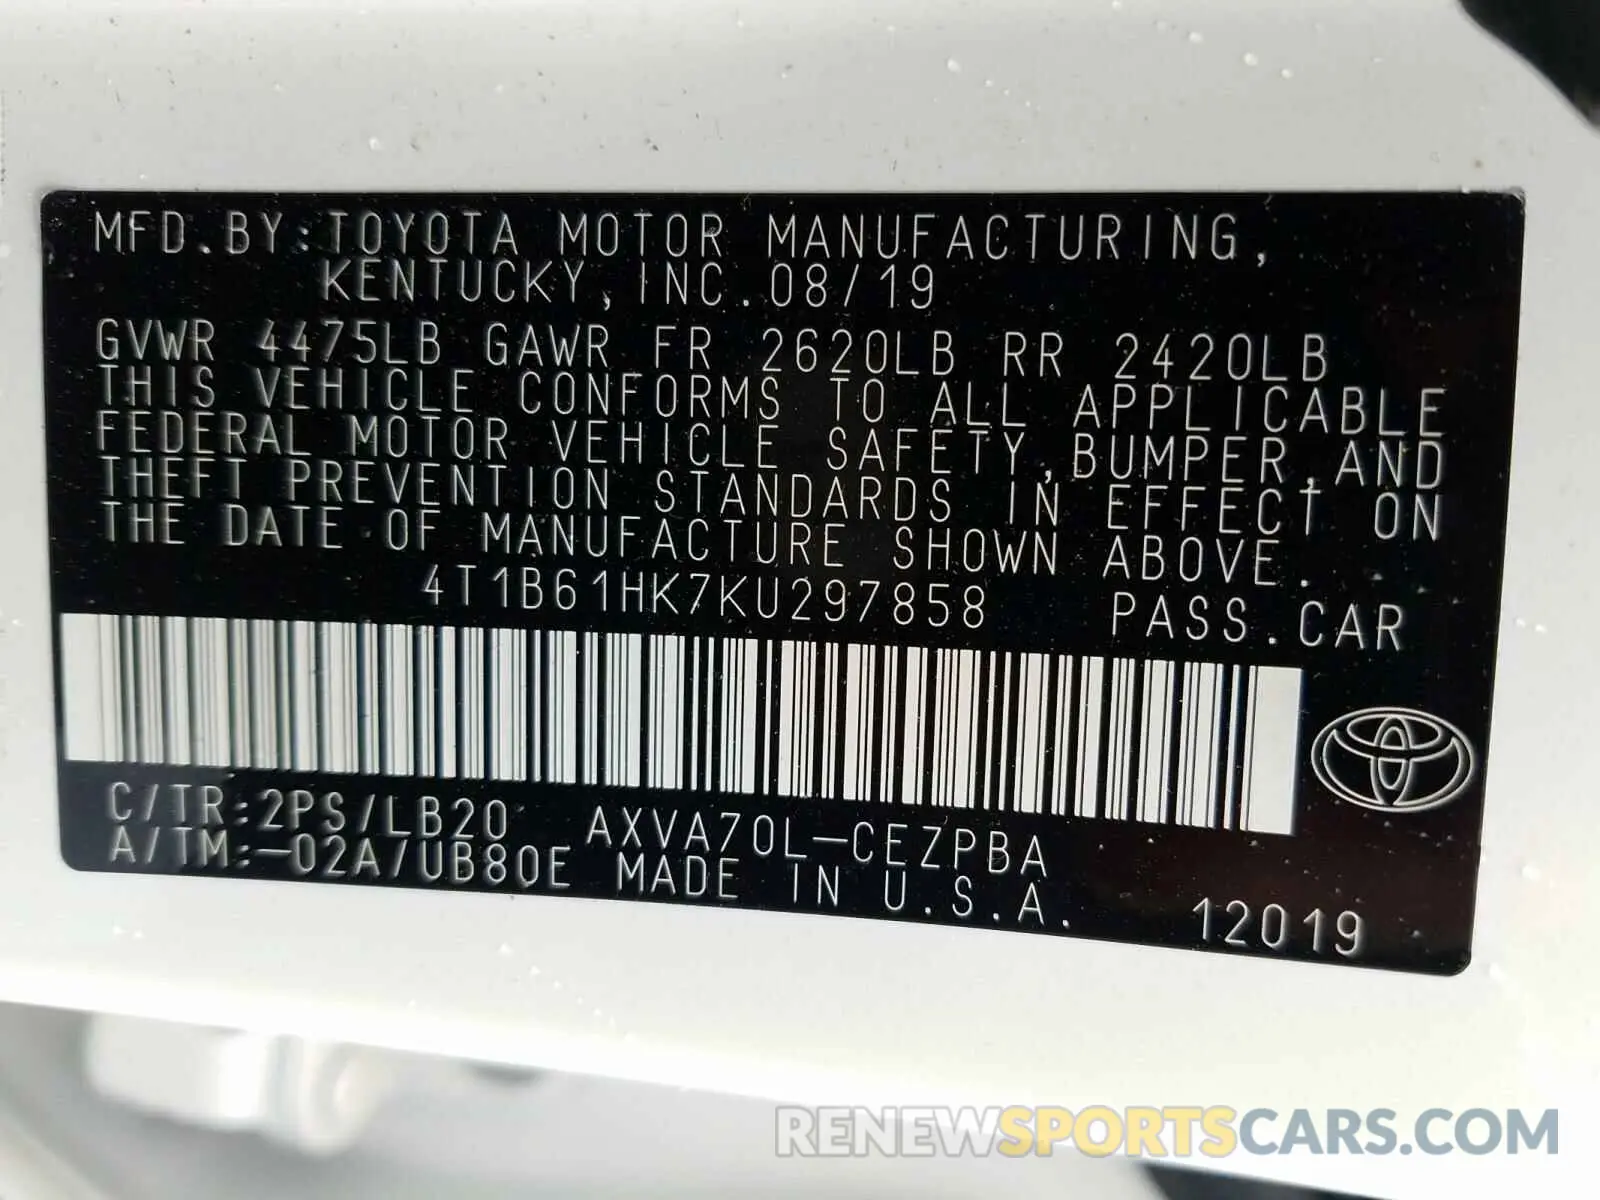 MFD.BY:TOYOTA MOTOR MANUFACTURING,
KENTUCKY,INC.08/19
GVWR 4475LB GAWR FR 2620LB RR 2420LB
THIS VEHICLE CONFORMS TO ALL APPLICABLE
FEDERAL MOTOR VEHICLE SAFETY,BUMPER,AND
THEFT PREVENTION STANDARDS IN EFFECT ON
THE DATE OF MANUFACTURE SHOWN ABOVE.
4T1B61HK7KU297858 PASS.CAR
C/TR:2PS/LB20 AXVA70L-CEZPBA
A/TM:-02A/UB80E MADE IN U.S.A.
12019
RENEWSPORTSCARS.COM